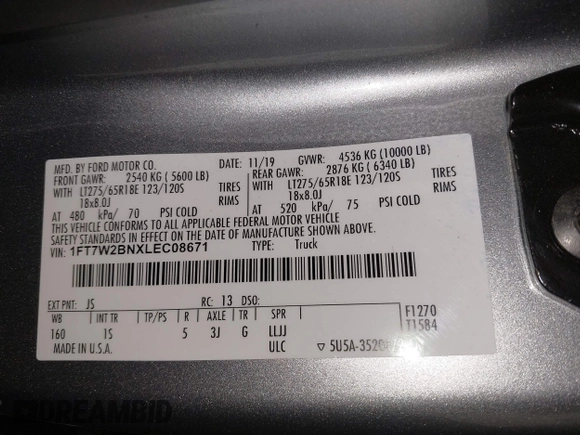 MFD. BY FORD MOTOR CO.
DATE: 11/19 GVWR: 4536 KG (10000 LB)
FRONT GAWR: 2540 KG ( 5600 LB) REAR GAWR: 2876 KG ( 6340 LB)
WITH LT275/65R18E 123/120S TIRES WITH LT275/65R18E 123/120S TIRES
18x8.0J RIMS 18x8.0J RIMS
AT 480 kPa/ 70 PSI COLD AT 520 kPa/ 75 PSI COLD
THIS VEHICLE CONFORMS TO ALL APPLICABLE FEDERAL MOTOR VEHICLE
SAFETY STANDARDS IN EFFECT ON THE DATE OF MANUFACTURE SHOWN ABOVE.
VIN: 1FT7W2BNXLEC08671 TYPE: Truck
EXT PNT: JS RC: 13 DSO:
WB INT TR TP/PS R AXLE TR SPR F1270
160 1S 5 3J G LLJJ T1584
MADE IN U.S.A. ULC ▽ 5U5A-3520
DREAMBID